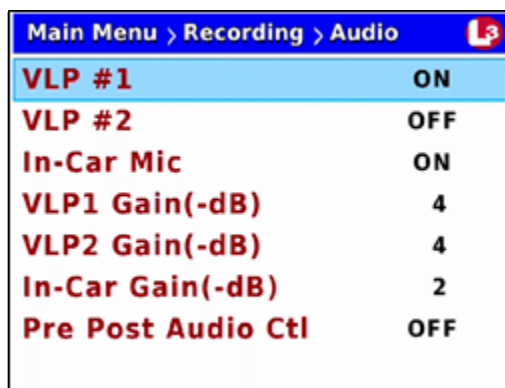 Main Menu > Recording > Audio L3
VLP #1 ON
VLP #2 OFF
In-Car Mic ON
VLP1 Gain(-dB) 4
VLP2 Gain(-dB) 4
In-Car Gain(-dB) 2
Pre Post Audio Ctl OFF